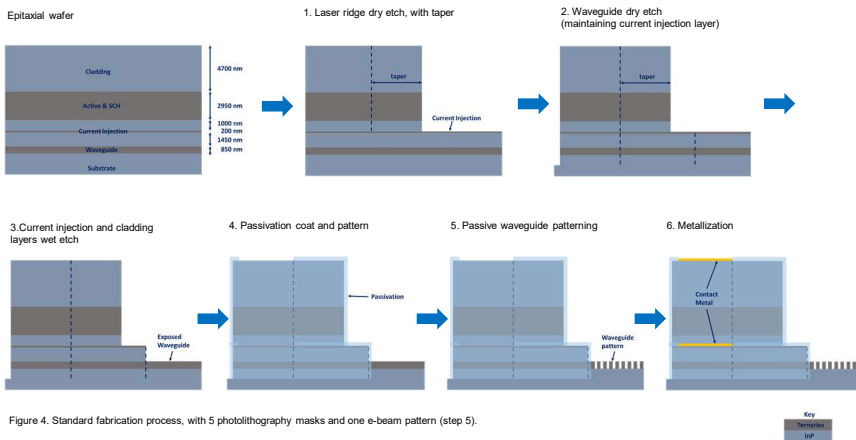 Epitaxial wafer
Cladding
4700 nm
Active & SCH
2950 nm
1000 nm
Current Injection
200 nm
1450 nm
Waveguide
850 nm
Substrate
1. Laser ridge dry etch, with taper
taper
Current Injection
2. Waveguide dry etch
(maintaining current injection layer)
taper
3.Current injection and cladding
layers wet etch
Exposed
Waveguide
4. Passivation coat and pattern
Passivation
5. Passive waveguide patterning
Waveguide
pattern
6. Metallization
Contact
Metal
Figure 4. Standard fabrication process, with 5 photolithography masks and one e-beam pattern (step 5).
Key
Ternaries
InP